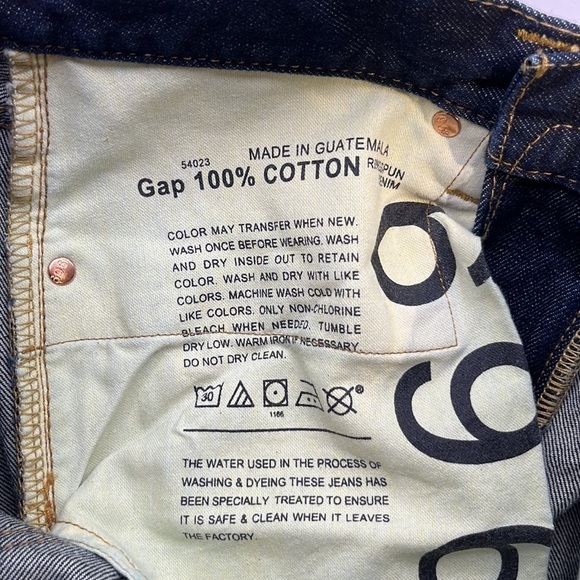 54023 MADE IN GUATEMALA
Gap 100% COTTON RINGSPUN
DENIM
COLOR MAY TRANSFER WHEN NEW.
WASH ONCE BEFORE WEARING. WASH
AND DRY INSIDE OUT TO RETAIN
COLOR. WASH AND DRY WITH LIKE
COLORS. MACHINE WASH COLD WITH
LIKE COLORS. ONLY NON-CHLORINE
BLEACH WHEN NEEDED. TUMBLE
DRY LOW. WARM IRON IF NECESSARY.
DO NOT DRY CLEAN.
30
®
1166
THE WATER USED IN THE PROCESS OF
WASHING & DYEING THESE JEANS HAS
BEEN SPECIALLY TREATED TO ENSURE
IT IS SAFE & CLEAN WHEN IT LEAVES
THE FACTORY.